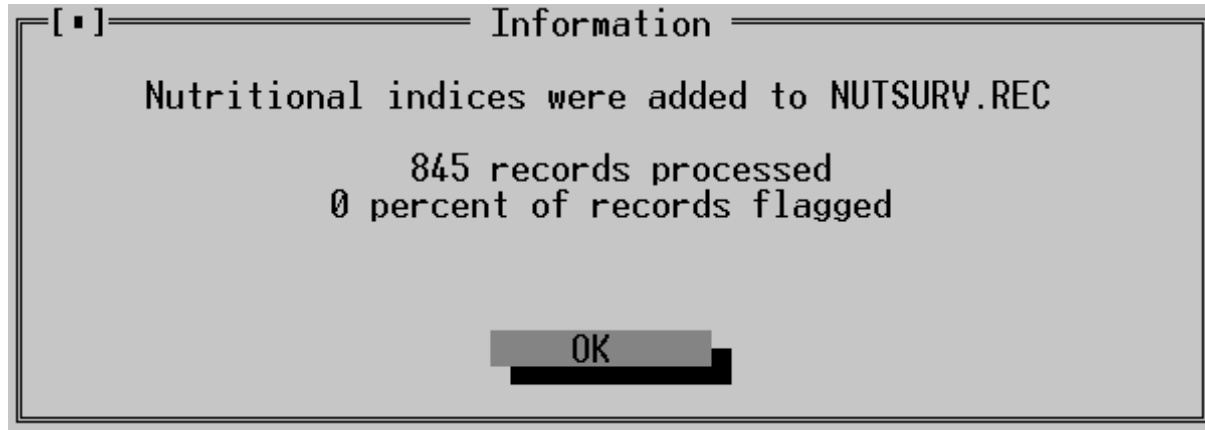 [▪] Information
Nutritional indices were added to NUTSURV.REC
845 records processed
0 percent of records flagged
OK